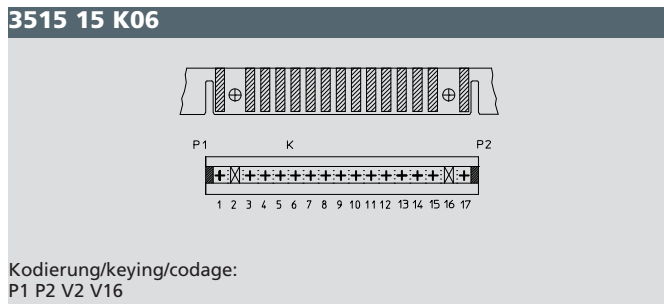 3515 15 K06
P1 K P2
1 2 3 4 5 6 7 8 9 10 11 12 13 14 15 16 17
Kodierung/keying/codage:
P1 P2 V2 V16